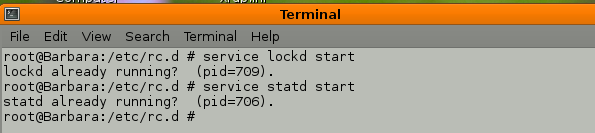 Terminal
File Edit View Search Terminal Help
root@Barbara:/etc/rc.d # service lockd start
lockd already running?  (pid=709).
root@Barbara:/etc/rc.d # service statd start
statd already running?  (pid=706).
root@Barbara:/etc/rc.d #